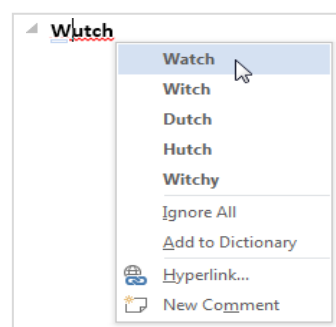 Wutch
Watch
Witch
Dutch
Hutch
Witchy
Ignore All
Add to Dictionary
Hyperlink...
New Comment